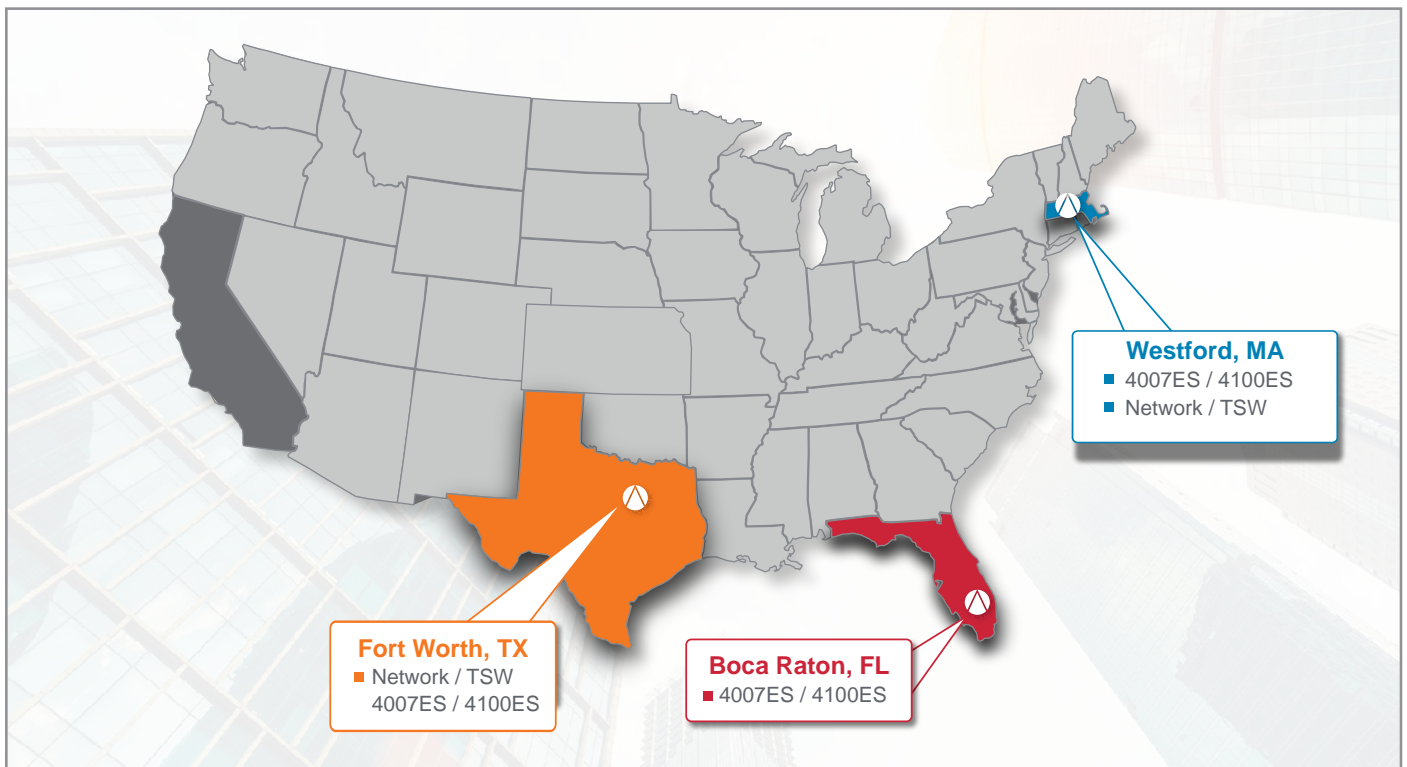 Westford, MA
4007ES / 4100ES
Network / TSW
Fort Worth, TX
Network / TSW
4007ES / 4100ES
Boca Raton, FL
4007ES / 4100ES